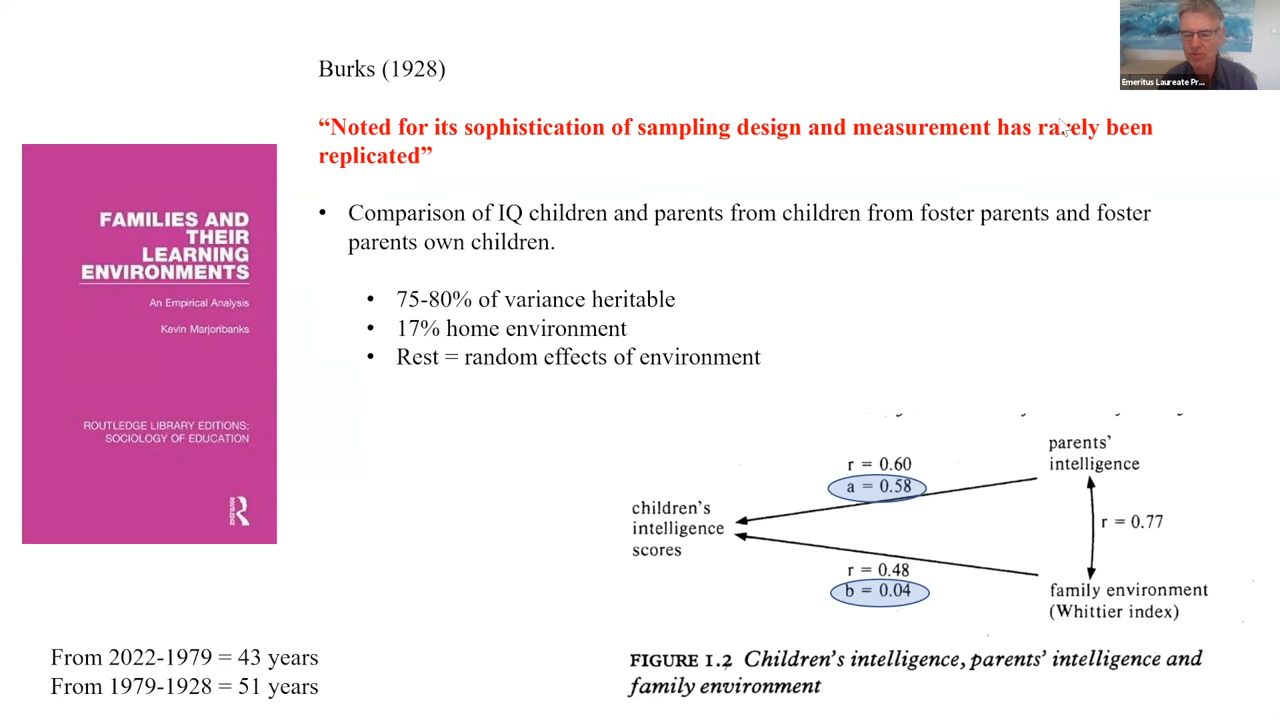 Burks (1928)
Emeritus Laureate Pr...
“Noted for its sophistication of sampling design and measurement has rarely been
replicated”
• Comparison of IQ children and parents from children from foster parents and foster
parents own children.
• 75-80% of variance heritable
• 17% home environment
• Rest = random effects of environment
FAMILIES AND
THEIR
LEARNING
ENVIRONMENTS
An Empirical Analysis
Kevin Marjoribanks
ROUTLEDGE LIBRARY EDITIONS:
SOCIOLOGY OF EDUCATION
R
ROUTLEDGE
parents’
intelligence
r = 0.60
a = 0.58
children’s
intelligence
scores
r = 0.77
r = 0.48
b = 0.04
family environment
(Whittier index)
FIGURE 1.2 Children’s intelligence, parents’ intelligence and
family environment
From 2022-1979 = 43 years
From 1979-1928 = 51 years